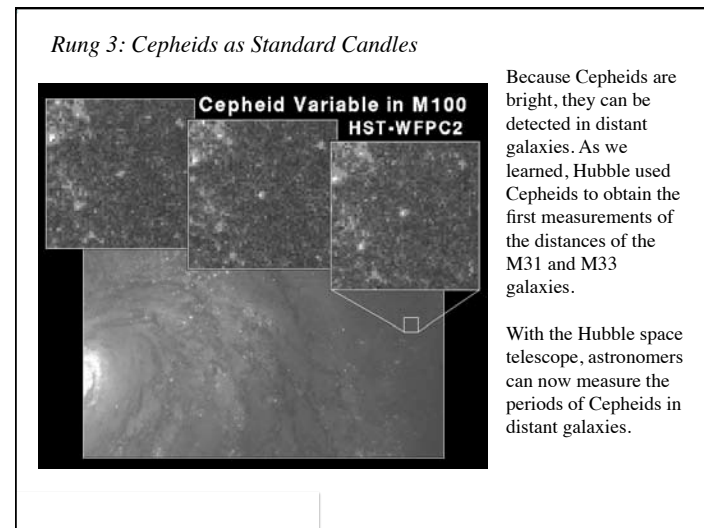 Rung 3: Cepheids as Standard Candles
Cepheid Variable in M100
HST-WFPC2
Because Cepheids are
bright, they can be
detected in distant
galaxies. As we
learned, Hubble used
Cepheids to obtain the
first measurements of
the distances of the
M31 and M33
galaxies.
With the Hubble space
telescope, astronomers
can now measure the
periods of Cepheids in
distant galaxies.